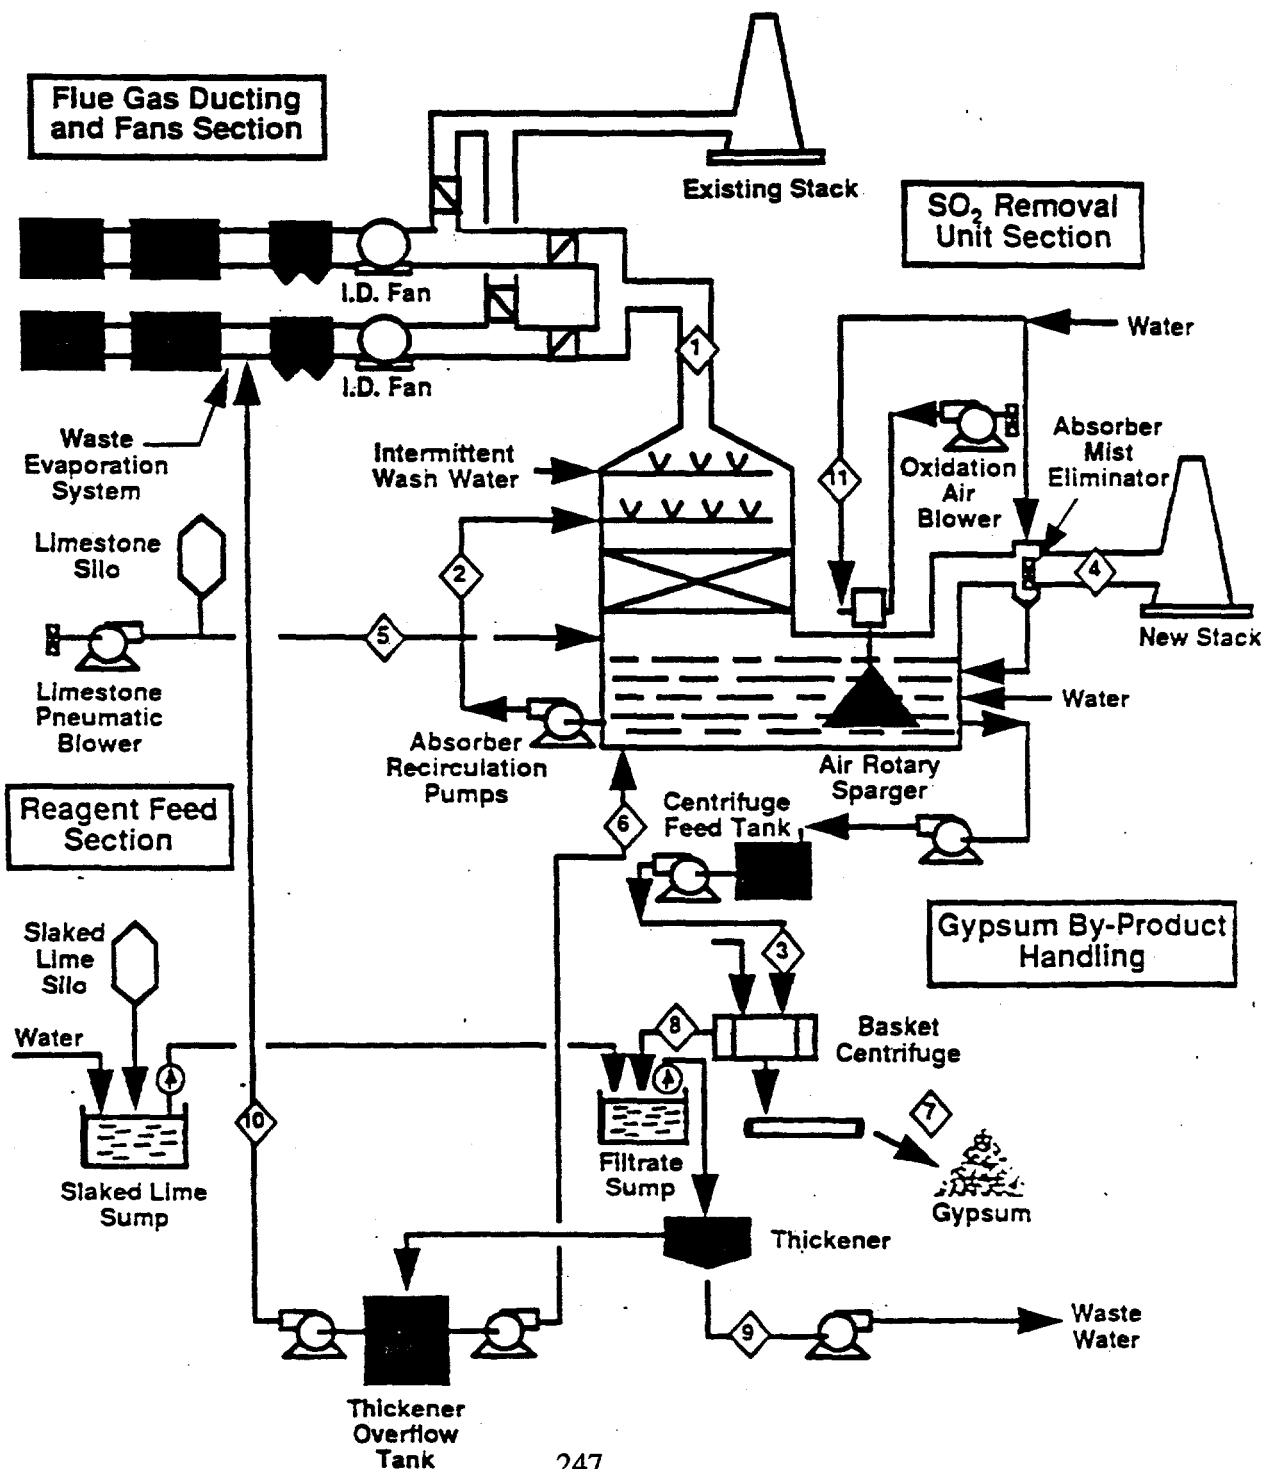 Flue Gas Ducting
and Fans Section
Existing Stack
SO2 Removal
Unit Section
I.D. Fan
I.D. Fan
1
Water
Waste
Evaporation
System
Intermittent
Wash Water
11
Oxidation
Air
Blower
Absorber
Mist
Eliminator
Limestone
Silo
2
4
5
New Stack
Limestone
Pneumatic
Blower
Water
Absorber
Recirculation
Pumps
Air Rotary
Sparger
Reagent Feed
Section
6
Centrifuge
Feed Tank
Gypsum By-Product
Handling
Slaked
Lime
Silo
3
Water
8
Basket
Centrifuge
10
7
Filtrate
Sump
Slaked Lime
Sump
Gypsum
Thickener
9
Waste
Water
Thickener
Overflow
Tank
247